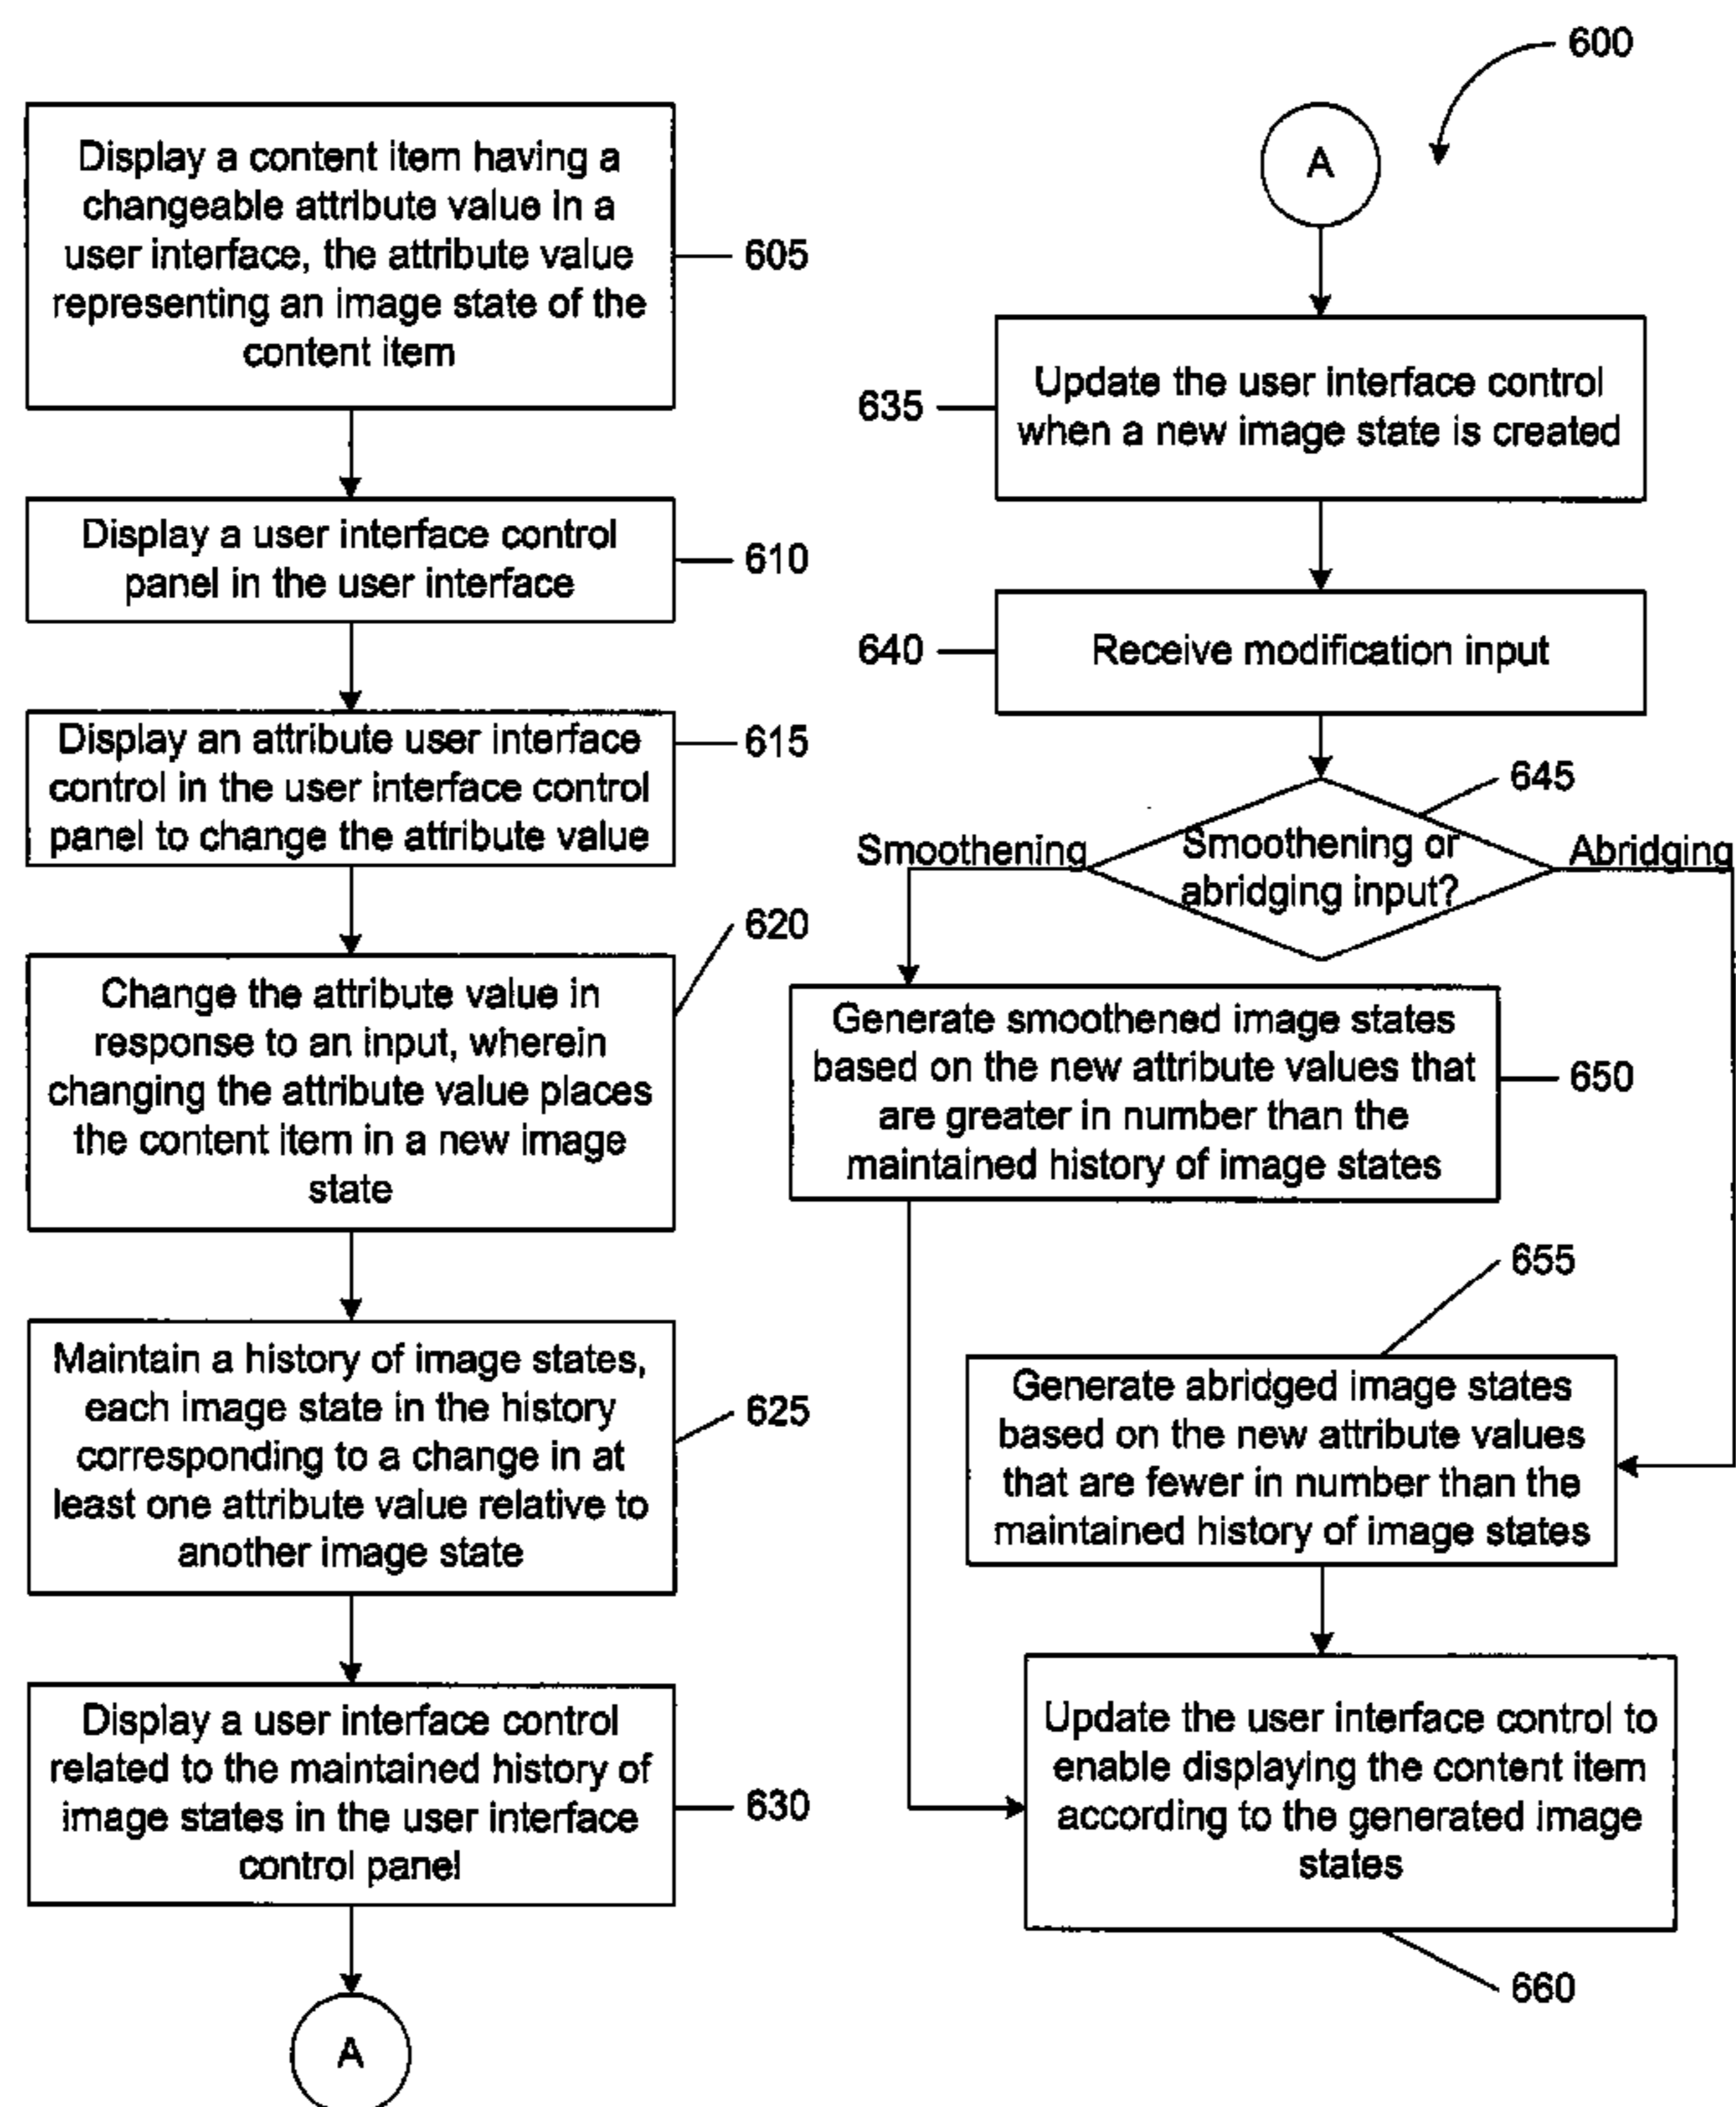 Display a content item having a
changeable attribute value in a
user interface, the attribute value
representing an image state of the
content item
605
Display a user interface control
panel in the user interface
610
Display an attribute user interface
control in the user interface control
panel to change the attribute value
615
Change the attribute value in
response to an input, wherein
changing the attribute value places
the content item in a new image
state
620
Maintain a history of image states,
each image state in the history
corresponding to a change in at
least one attribute value relative to
another image state
625
Display a user interface control
related to the maintained history of
image states in the user interface
control panel
630
A
600
A
Update the user interface control
when a new image state is created
635
Receive modification input
640
645
Smoothening or
abridging input?
Smoothening
Abridging
Generate smoothened image states
based on the new attribute values that
are greater in number than the
maintained history of image states
650
655
Generate abridged image states
based on the new attribute values
that are fewer in number than the
maintained history of image states
Update the user interface control to
enable displaying the content item
according to the generated image
states
660